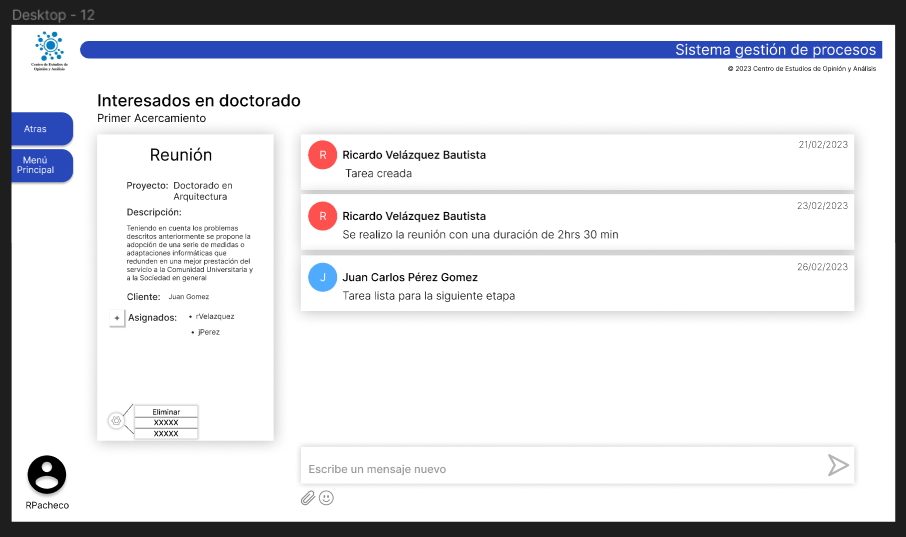 Desktop - 12
Centro de Estudios de
Opinión y Análisis
Sistema gestión de procesos
© 2023 Centro de Estudios de Opinión y Análisis
Interesados en doctorado
Primer Acercamiento
Atras
Menú
Principal
Reunión
Proyecto: Doctorado en
Arquitectura
Descripción:
Teniendo en cuenta los problemas
descritos anteriormente se propone la
adopción de una serie de medidas o
adaptaciones informáticas que
redunden en una mejor prestación del
servicio a la Comunidad Universitaria y
a la Sociedad en general
Cliente: Juan Gomez
+ Asignados: • rVelazquez
• jPerez
Eliminar
XXXXX
XXXXX
21/02/2023
R Ricardo Velázquez Bautista
Tarea creada
23/02/2023
R Ricardo Velázquez Bautista
Se realizo la reunión con una duración de 2hrs 30 min
26/02/2023
J Juan Carlos Pérez Gomez
Tarea lista para la siguiente etapa
Escribe un mensaje nuevo
RPacheco